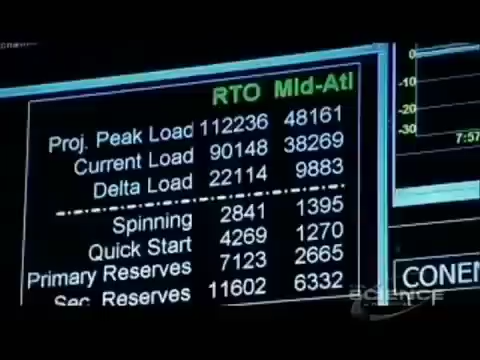 RTO Mid-Atl
Proj. Peak Load 112236 48161
Current Load 90148 38269
Delta Load 22114 9883
Spinning 2841 1395
Quick Start 4269 1270
Primary Reserves 7123 2665
Sec. Reserves 11602 6332
0
-10
-20
-30
7:57
CONEM
SCIENCE